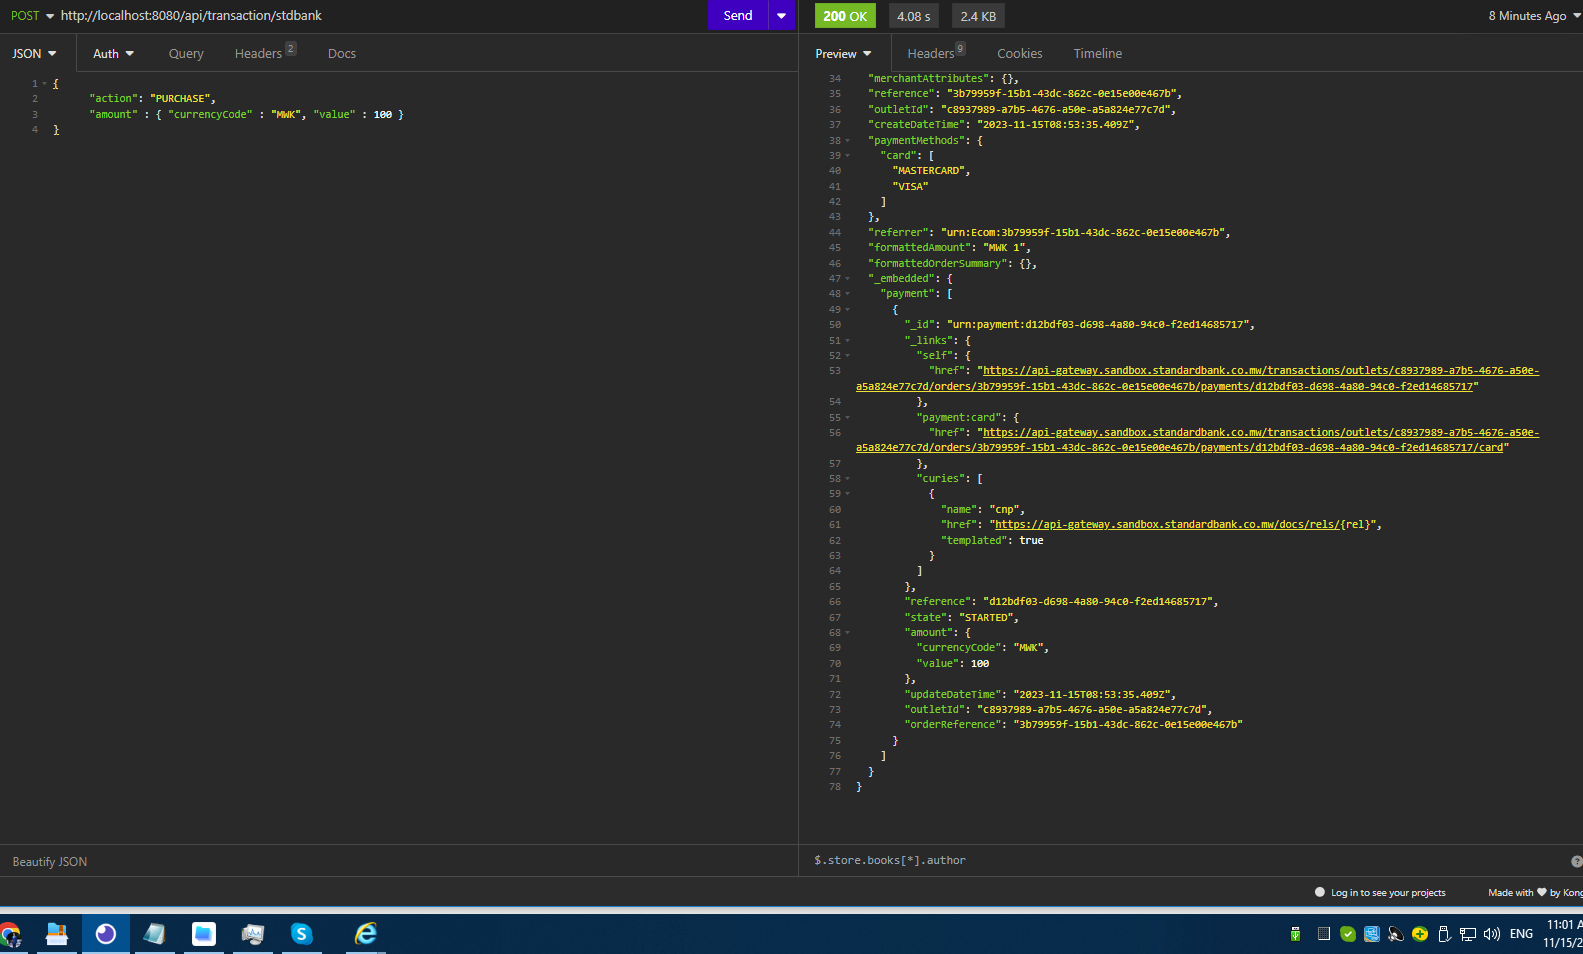 POST http://localhost:8080/api/transaction/stdbank Send
200 OK 4.08 s 2.4 KB 8 Minutes Ago
JSON Auth Query Headers 2 Docs
1 {
2 "action": "PURCHASE",
3 "amount" : { "currencyCode" : "MWK", "value" : 100 }
4 }
Beautify JSON
Preview Headers 9 Cookies Timeline
34 "merchantAttributes": {},
35 "reference": "3b79959f-15b1-43dc-862c-0e15e00e467b",
36 "outletId": "c8937989-a7b5-4676-a50e-a5a824e77c7d",
37 "createDateTime": "2023-11-15T08:53:35.409Z",
38 "paymentMethods": {
39 "card": [
40 "MASTERCARD",
41 "VISA"
42 ]
43 },
44 "referrer": "urn:Ecom:3b79959f-15b1-43dc-862c-0e15e00e467b",
45 "formattedAmount": "MWK 1",
46 "formattedOrderSummary": {},
47 "_embedded": {
48 "payment": [
49 {
50 "_id": "urn:payment:d12bdf03-d698-4a80-94c0-f2ed14685717",
51 "_links": {
52 "self": {
53 "href": "https://api-gateway.sandbox.standardbank.co.mw/transactions/outlets/c8937989-a7b5-4676-a50e-
a5a824e77c7d/orders/3b79959f-15b1-43dc-862c-0e15e00e467b/payments/d12bdf03-d698-4a80-94c0-f2ed14685717"
54 },
55 "payment:card": {
56 "href": "https://api-gateway.sandbox.standardbank.co.mw/transactions/outlets/c8937989-a7b5-4676-a50e-
a5a824e77c7d/orders/3b79959f-15b1-43dc-862c-0e15e00e467b/payments/d12bdf03-d698-4a80-94c0-f2ed14685717/card"
57 },
58 "curies": [
59 {
60 "name": "cnp",
61 "href": "https://api-gateway.sandbox.standardbank.co.mw/docs/rels/{rel}",
62 "templated": true
63 }
64 ]
65 },
66 "reference": "d12bdf03-d698-4a80-94c0-f2ed14685717",
67 "state": "STARTED",
68 "amount": {
69 "currencyCode": "MWK",
70 "value": 100
71 },
72 "updateDateTime": "2023-11-15T08:53:35.409Z",
73 "outletId": "c8937989-a7b5-4676-a50e-a5a824e77c7d",
74 "orderReference": "3b79959f-15b1-43dc-862c-0e15e00e467b"
75 }
76 ]
77 }
78 }
$.store.books[*].author ?
Log in to see your projects Made with ♥ by Kong
ENG 11:01 A
11/15/2